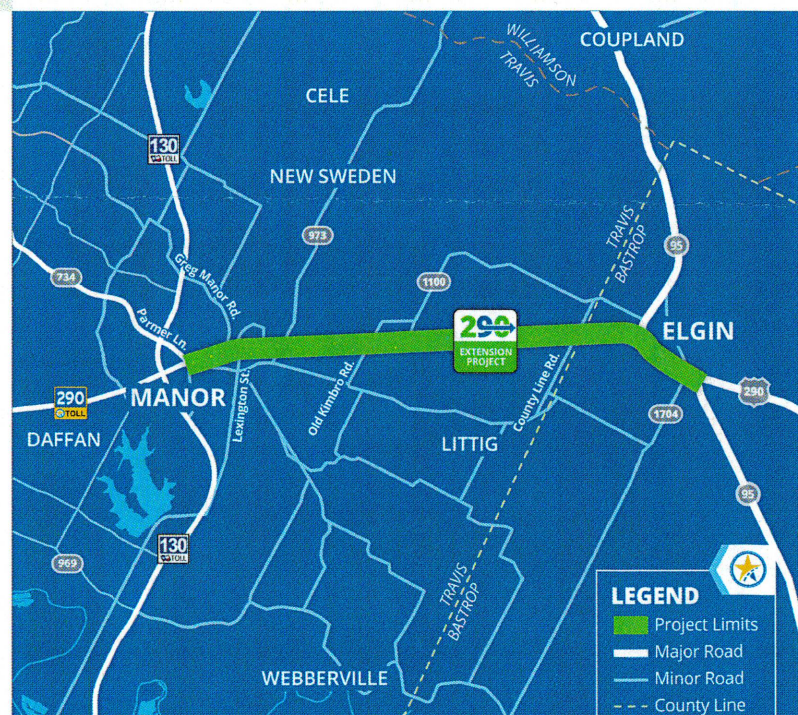 COUPLAND
WILLIAMSON
TRAVIS
CELE
130
TOLL
NEW SWEDEN
973
TRAVIS
BASTROP
95
734
Greg Manor Rd.
1100
Parmer Ln.
290
EXTENSION
PROJECT
ELGIN
290
TOLL
MANOR
Lexington St.
Old Kimbro Rd.
County Line Rd.
290
1704
DAFFAN
LITTIG
95
130
TOLL
969
TRAVIS
BASTROP
LEGEND
Project Limits
Major Road
Minor Road
County Line
WEBBERVILLE